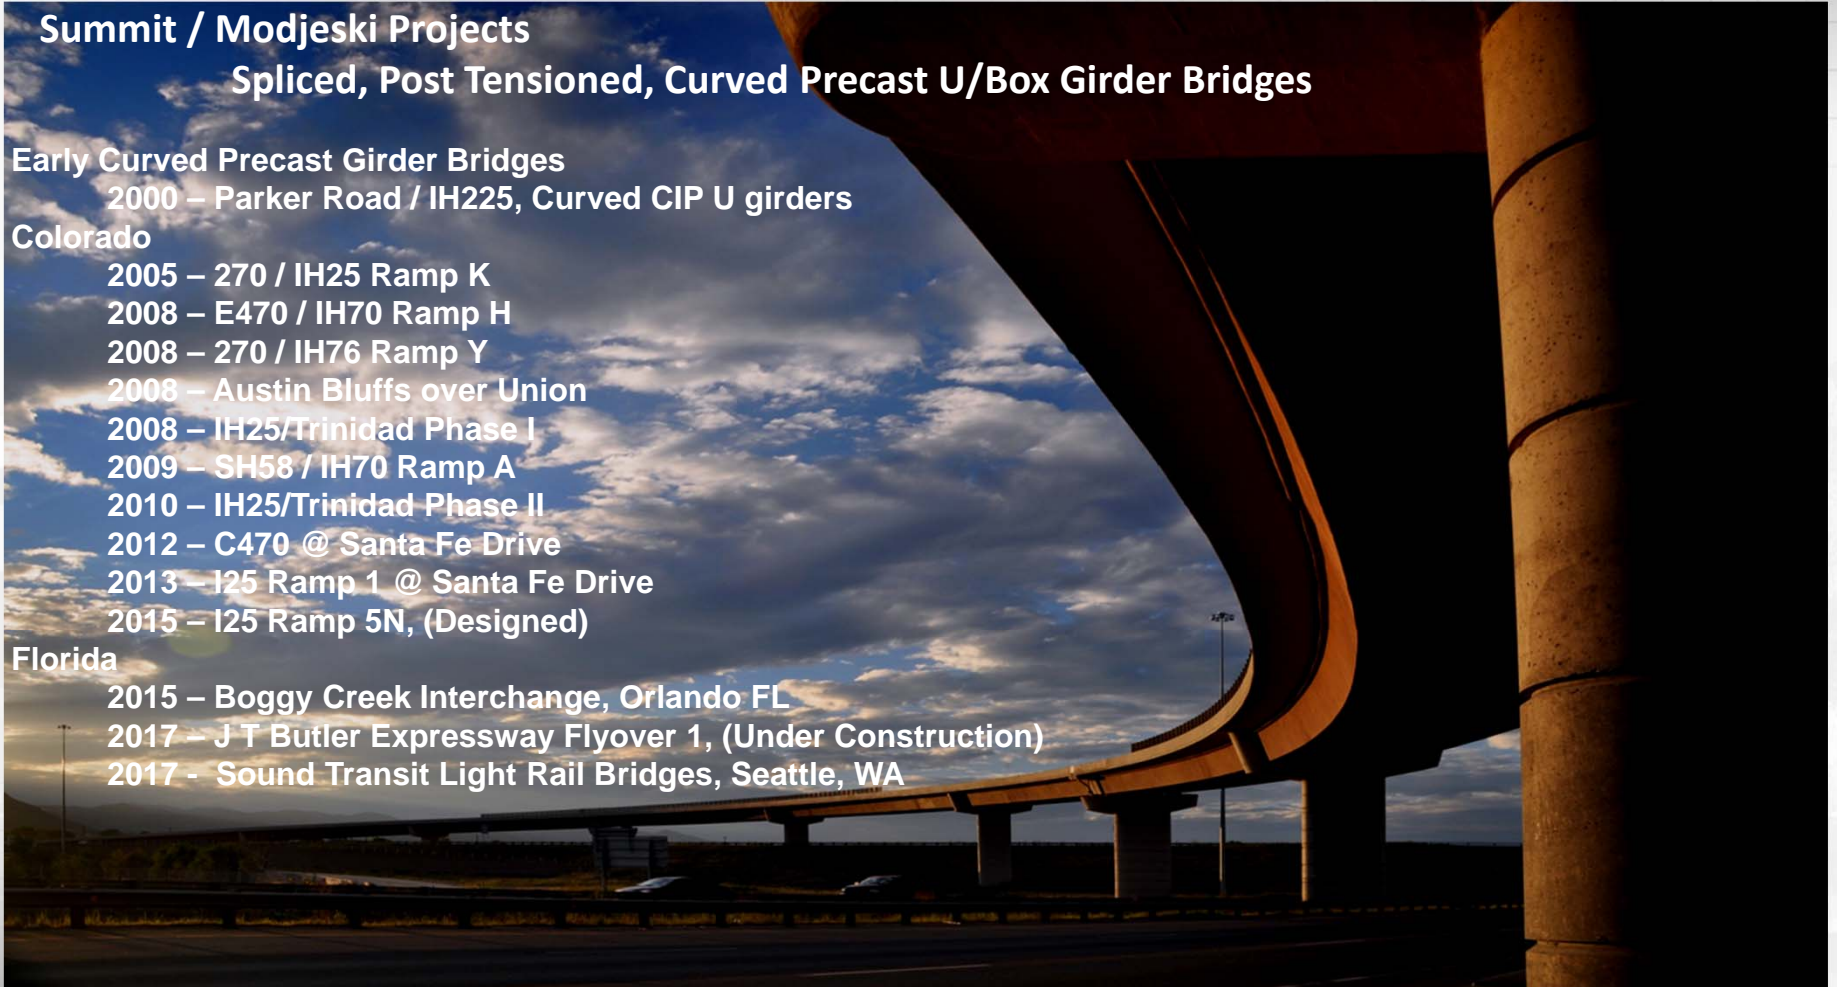 Summit / Modjeski Projects
Spliced, Post Tensioned, Curved Precast U/Box Girder Bridges
Early Curved Precast Girder Bridges
2000 – Parker Road / IH225, Curved CIP U girders
Colorado
2005 – 270 / IH25 Ramp K
2008 – E470 / IH70 Ramp H
2008 – 270 / IH76 Ramp Y
2008 – Austin Bluffs over Union
2008 – IH25/Trinidad Phase I
2009 – SH58 / IH70 Ramp A
2010 – IH25/Trinidad Phase II
2012 – C470 @ Santa Fe Drive
2013 – I25 Ramp 1 @ Santa Fe Drive
2015 – I25 Ramp 5N, (Designed)
Florida
2015 – Boggy Creek Interchange, Orlando FL
2017 – J T Butler Expressway Flyover 1, (Under Construction)
2017 - Sound Transit Light Rail Bridges, Seattle, WA